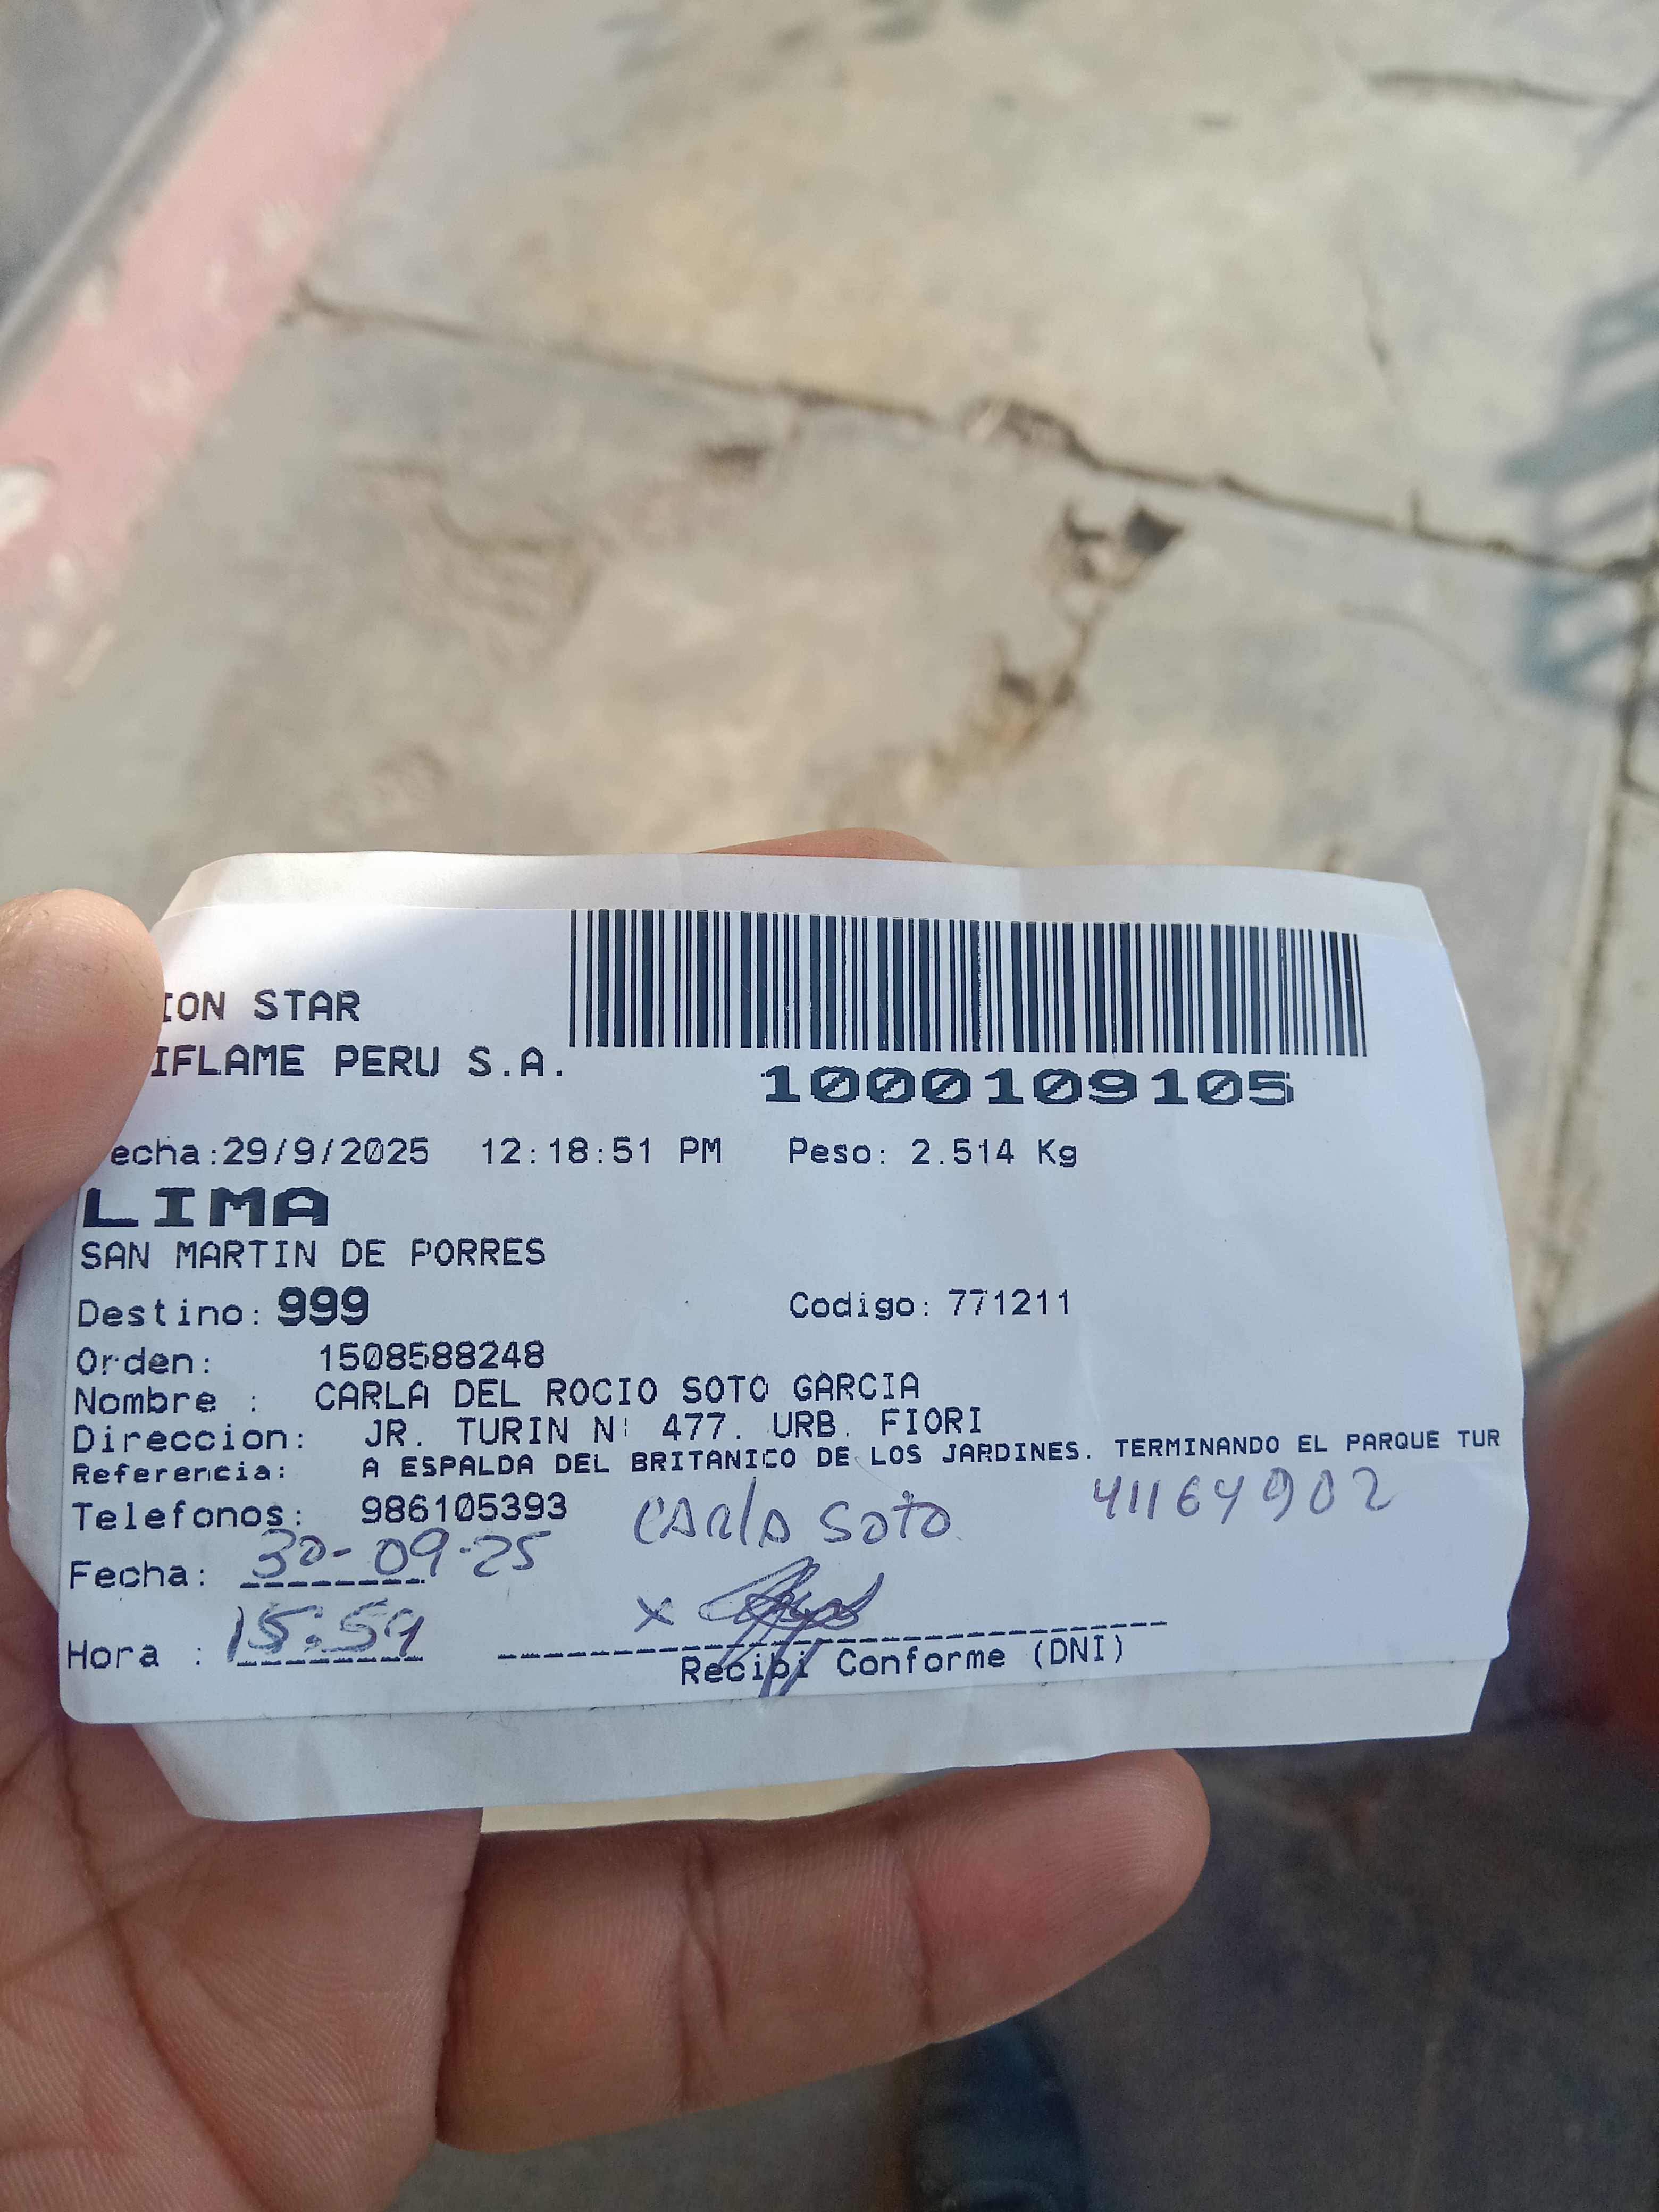 ION STAR
IFLAME PERU S.A.
1000109105
echa:29/9/2025 12:18:51 PM Peso: 2.514 Kg
LIMA
SAN MARTIN DE PORRES
Destino: 999 Codigo: 771211
Orden: 1508588248
Nombre : CARLA DEL ROCIO SOTO GARCIA
Direccion: JR. TURIN N: 477. URB. FIORI
Referencia: A ESPALDA DEL BRITANICO DE LOS JARDINES. TERMINANDO EL PARQUE TUR
Telefonos: 986105393 Carla Soto 41164902
Fecha: 30-09-25
Hora : 15:59 x
Recibi Conforme (DNI)